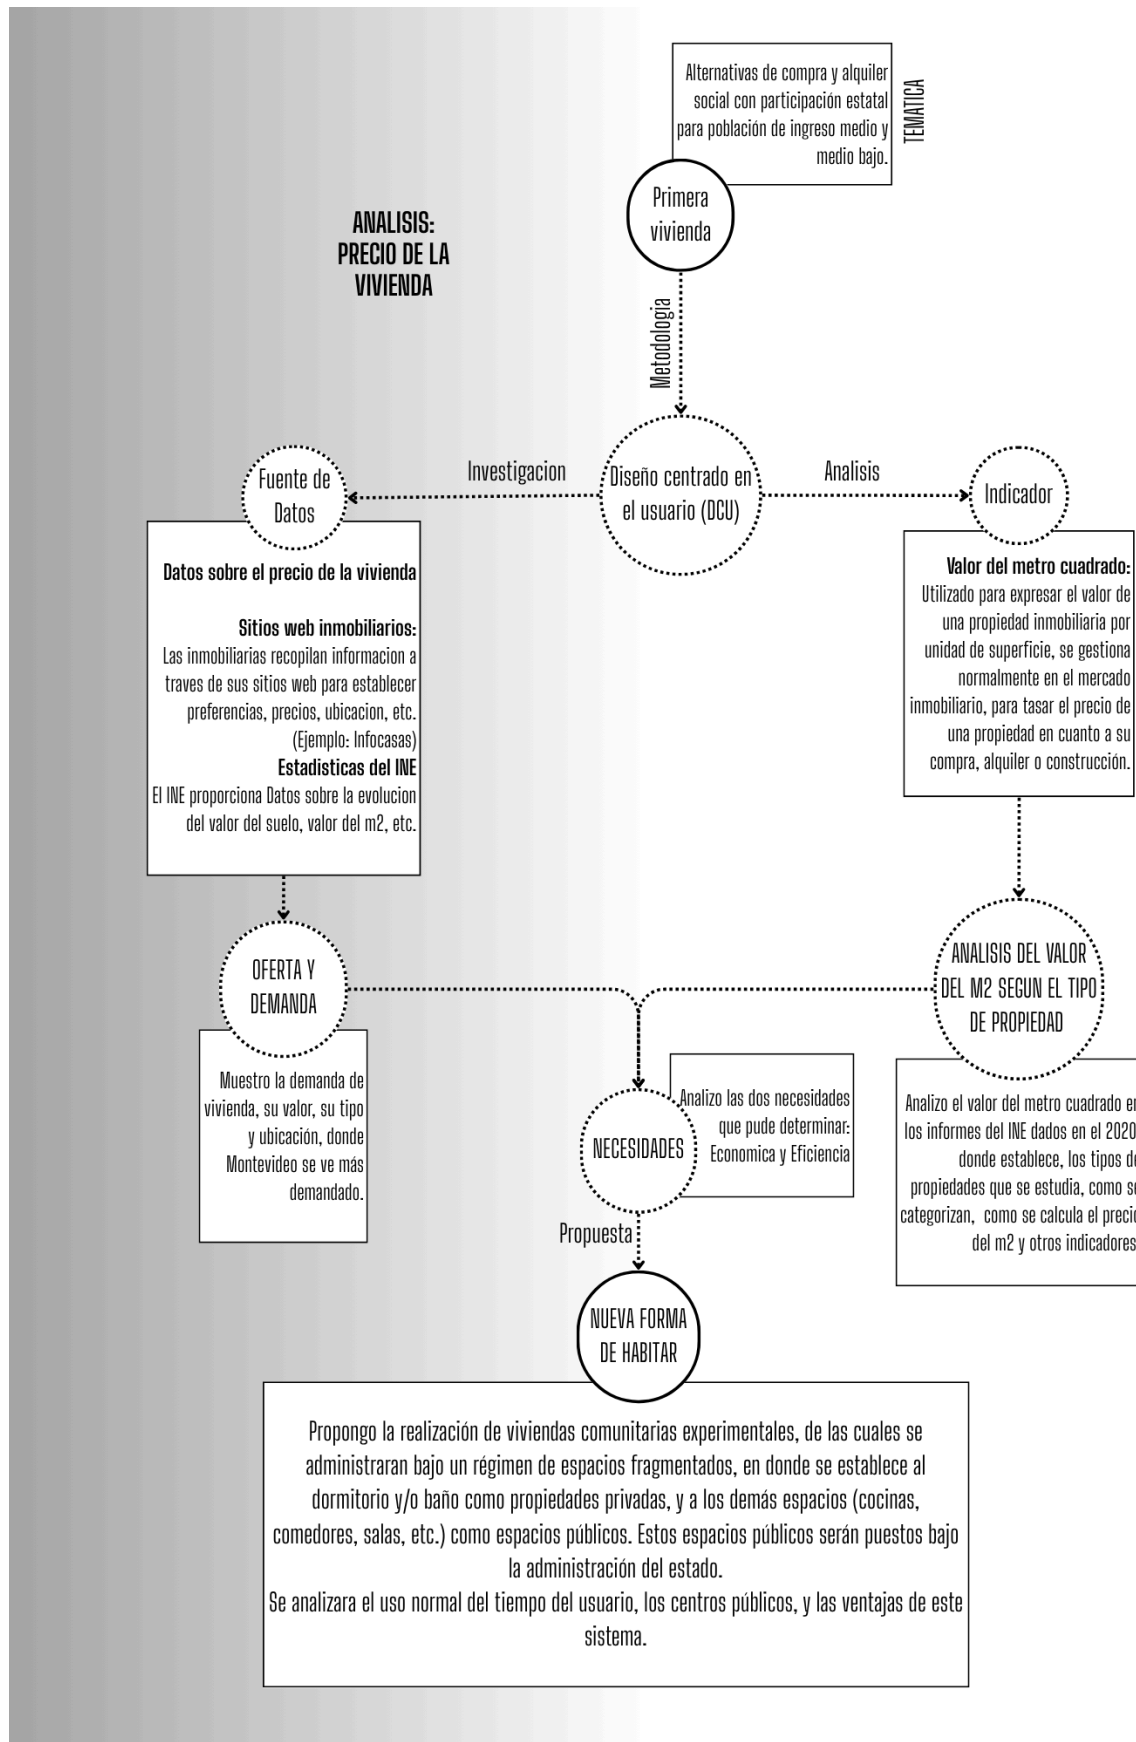 Alternativas de compra y alquiler
social con participación estatal
para población de ingreso medio y
medio bajo.
TEMATICA
Primera
vivienda
ANALISIS:
PRECIO DE LA
VIVIENDA
Metodologia
Investigacion
Diseño centrado en
el usuario (DCU)
Analisis
Fuente de
Datos
Indicador
Datos sobre el precio de la vivienda
Sitios web inmobiliarios:
Las inmobiliarias recopilan informacion a
traves de sus sitios web para establecer
preferencias, precios, ubicacion, etc.
(Ejemplo: Infocasas)
Estadisticas del INE
El INE proporciona Datos sobre la evolucion
del valor del suelo, valor del m2, etc.
Valor del metro cuadrado:
Utilizado para expresar el valor de
una propiedad inmobiliaria por
unidad de superficie, se gestiona
normalmente en el mercado
inmobiliario, para tasar el precio de
una propiedad en cuanto a su
compra, alquiler o construcción.
OFERTA Y
DEMANDA
Muestro la demanda de
vivienda, su valor, su tipo
y ubicación, donde
Montevideo se ve más
demandado.
ANALISIS DEL VALOR
DEL M2 SEGUN EL TIPO
DE PROPIEDAD
Analizo el valor del metro cuadrado en
los informes del INE dados en el 2020,
donde establece, los tipos de
propiedades que se estudia, como se
categorizan, como se calcula el precio
del m2 y otros indicadores
NECESIDADES
Analizo las dos necesidades
que pude determinar:
Economica y Eficiencia
Propuesta
NUEVA FORMA
DE HABITAR
Propongo la realización de viviendas comunitarias experimentales, de las cuales se
administraran bajo un régimen de espacios fragmentados, en donde se establece al
dormitorio y/o baño como propiedades privadas, y a los demás espacios (cocinas,
comedores, salas, etc.) como espacios públicos. Estos espacios públicos serán puestos bajo
la administración del estado.
Se analizara el uso normal del tiempo del usuario, los centros públicos, y las ventajas de este
sistema.